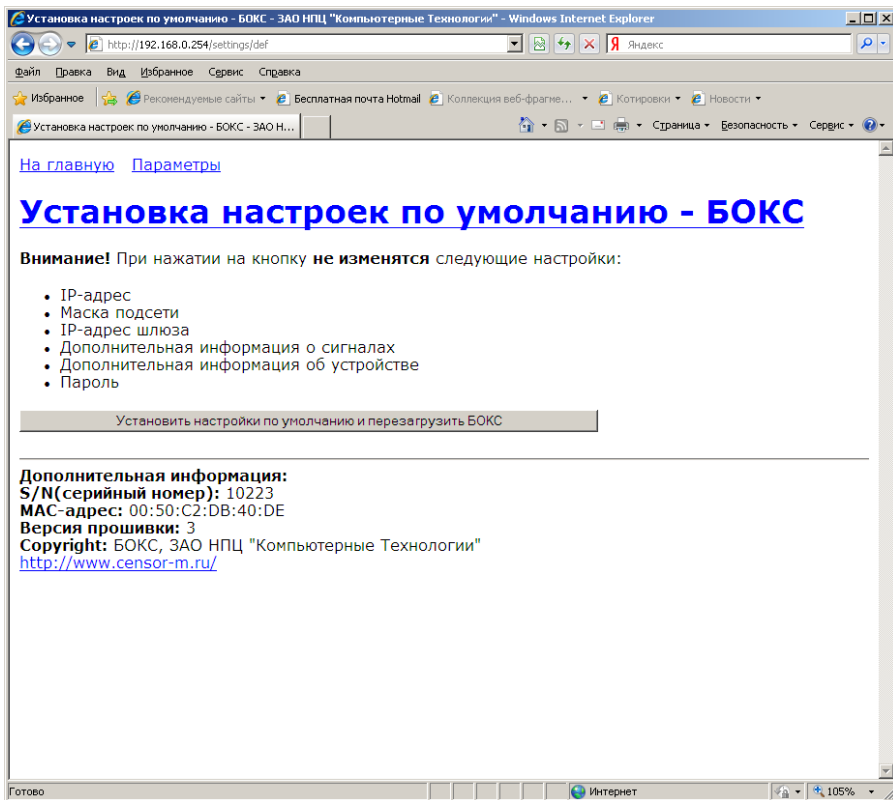 Установка настроек по умолчанию - БОКС - ЗАО НПЦ "Компьютерные Технологии" - Windows Internet Explorer
http://192.168.0.254/settings/def
Яндекс
Файл Правка Вид Избранное Сервис Справка
Избранное Рекомендуемые сайты Бесплатная почта Hotmail Коллекция веб-фрагме... Котировки Новости
Установка настроек по умолчанию - БОКС - ЗАО Н...
Страница Безопасность Сервис
На главную Параметры
Установка настроек по умолчанию - БОКС
Внимание! При нажатии на кнопку не изменятся следующие настройки:
• IP-адрес
• Маска подсети
• IP-адрес шлюза
• Дополнительная информация о сигналах
• Дополнительная информация об устройстве
• Пароль
Установить настройки по умолчанию и перезагрузить БОКС
Дополнительная информация:
S/N(серийный номер): 10223
MAC-адрес: 00:50:C2:DB:40:DE
Версия прошивки: 3
Copyright: БОКС, ЗАО НПЦ "Компьютерные Технологии"
http://www.censor-m.ru/
Готово
Интернет
105%